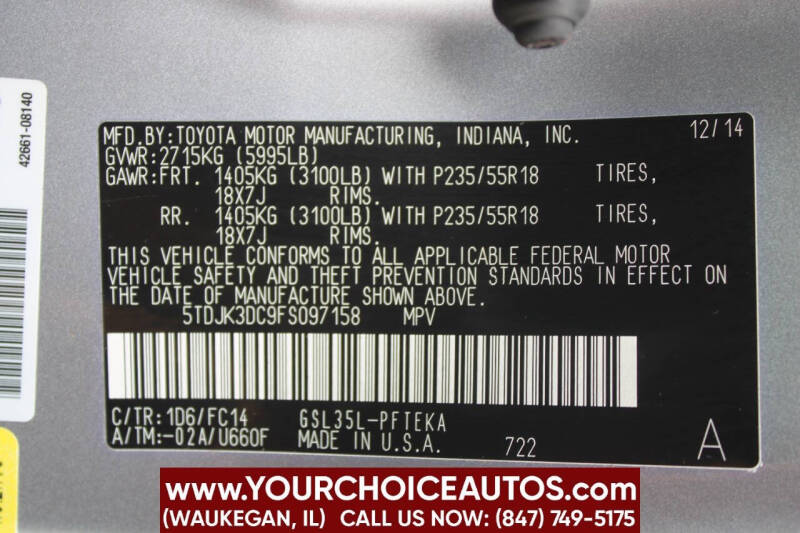 42661-08140
MFD.BY:TOYOTA MOTOR MANUFACTURING, INDIANA, INC. 12/14
GVWR:2715KG (5995LB)
GAWR:FRT. 1405KG (3100LB) WITH P235/55R18 TIRES,
18X7J RIMS.
RR. 1405KG (3100LB) WITH P235/55R18 TIRES,
18X7J RIMS.
THIS VEHICLE CONFORMS TO ALL APPLICABLE FEDERAL MOTOR
VEHICLE SAFETY AND THEFT PREVENTION STANDARDS IN EFFECT ON
THE DATE OF MANUFACTURE SHOWN ABOVE.
5TDJK3DC9FS097158 MPV
C/TR:1D6/FC14 GSL35L-PFTEKA
A/TM:-02A/U660F MADE IN U.S.A. 722 A
www.YOURCHOICEAUTOS.com
(WAUKEGAN, IL) CALL US NOW: (847) 749-5175